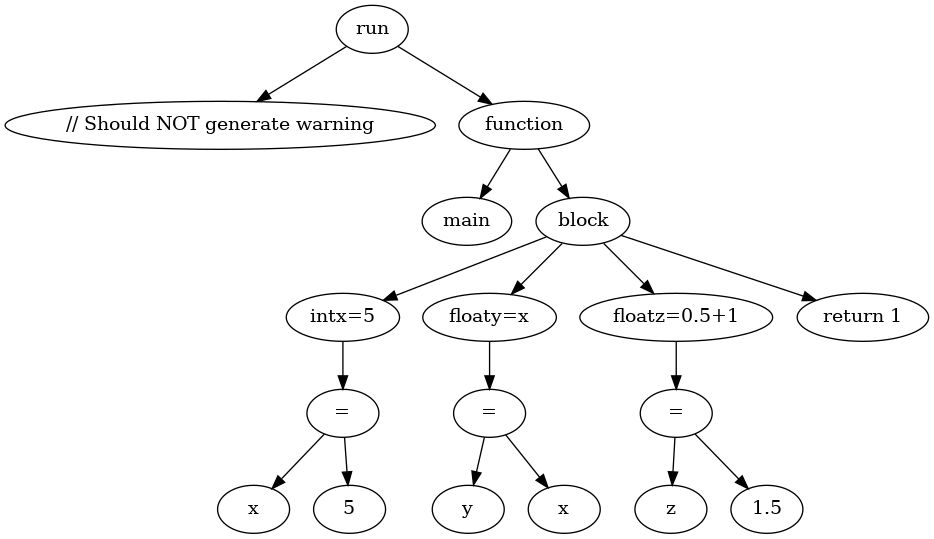 run
// Should NOT generate warning
function
main
block
intx=5
floaty=x
floatz=0.5+1
return 1
=
=
=
x
5
y
x
z
1.5